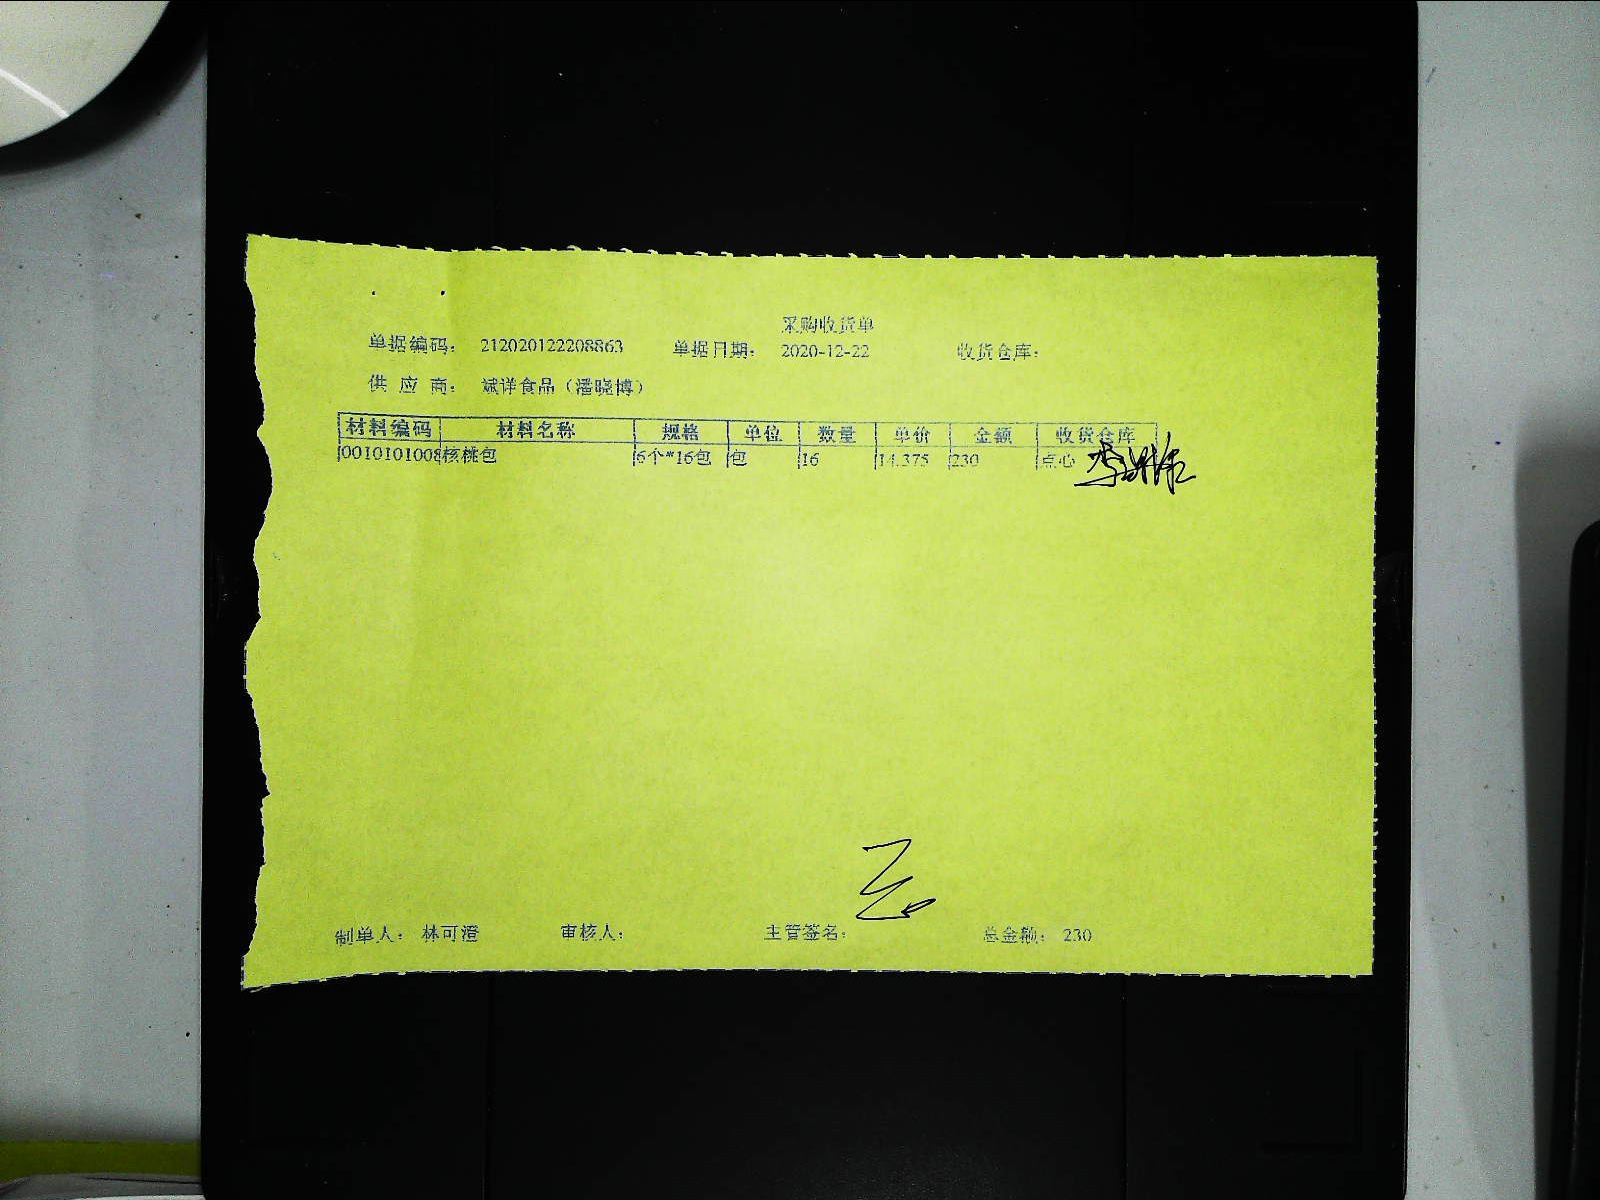 采购收货单
单据编码： 212020122208863 单据日期： 2020-12-22 收货仓库：
供 应 商： 斌洋食品（潘晓博）
材料编码 材料名称 规格 单位 数量 单价 金额 收货仓库
0010101008 核桃包 6个*16包 包 16 14.375 230 点心
制单人： 林可澄 审核人： 主管签名： 总金额： 230